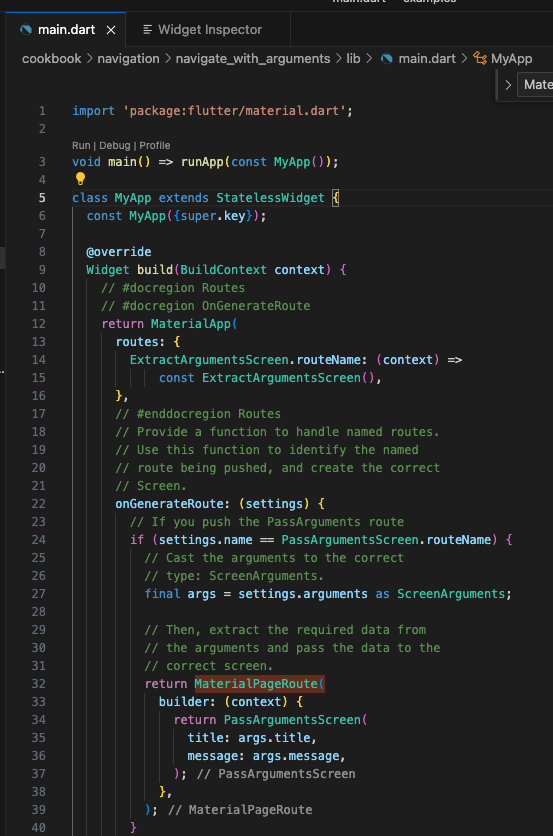 main.dart
examples
main.dart
Widget Inspector
cookbook > navigation > navigate_with_arguments > lib > main.dart > MyApp
> Mate
1 import 'package:flutter/material.dart';
2
Run | Debug | Profile
3 void main() => runApp(const MyApp());
4
5 class MyApp extends StatelessWidget {
6 const MyApp({super.key});
7
8 @override
9 Widget build(BuildContext context) {
10 // #docregion Routes
11 // #docregion OnGenerateRoute
12 return MaterialApp(
13 routes: {
14 ExtractArgumentsScreen.routeName: (context) =>
15 const ExtractArgumentsScreen(),
16 },
17 // #enddocregion Routes
18 // Provide a function to handle named routes.
19 // Use this function to identify the named
20 // route being pushed, and create the correct
21 // Screen.
22 onGenerateRoute: (settings) {
23 // If you push the PassArguments route
24 if (settings.name == PassArgumentsScreen.routeName) {
25 // Cast the arguments to the correct
26 // type: ScreenArguments.
27 final args = settings.arguments as ScreenArguments;
28
29 // Then, extract the required data from
30 // the arguments and pass the data to the
31 // correct screen.
32 return MaterialPageRoute(
33 builder: (context) {
34 return PassArgumentsScreen(
35 title: args.title,
36 message: args.message,
37 ); // PassArgumentsScreen
38 },
39 ); // MaterialPageRoute
40 }